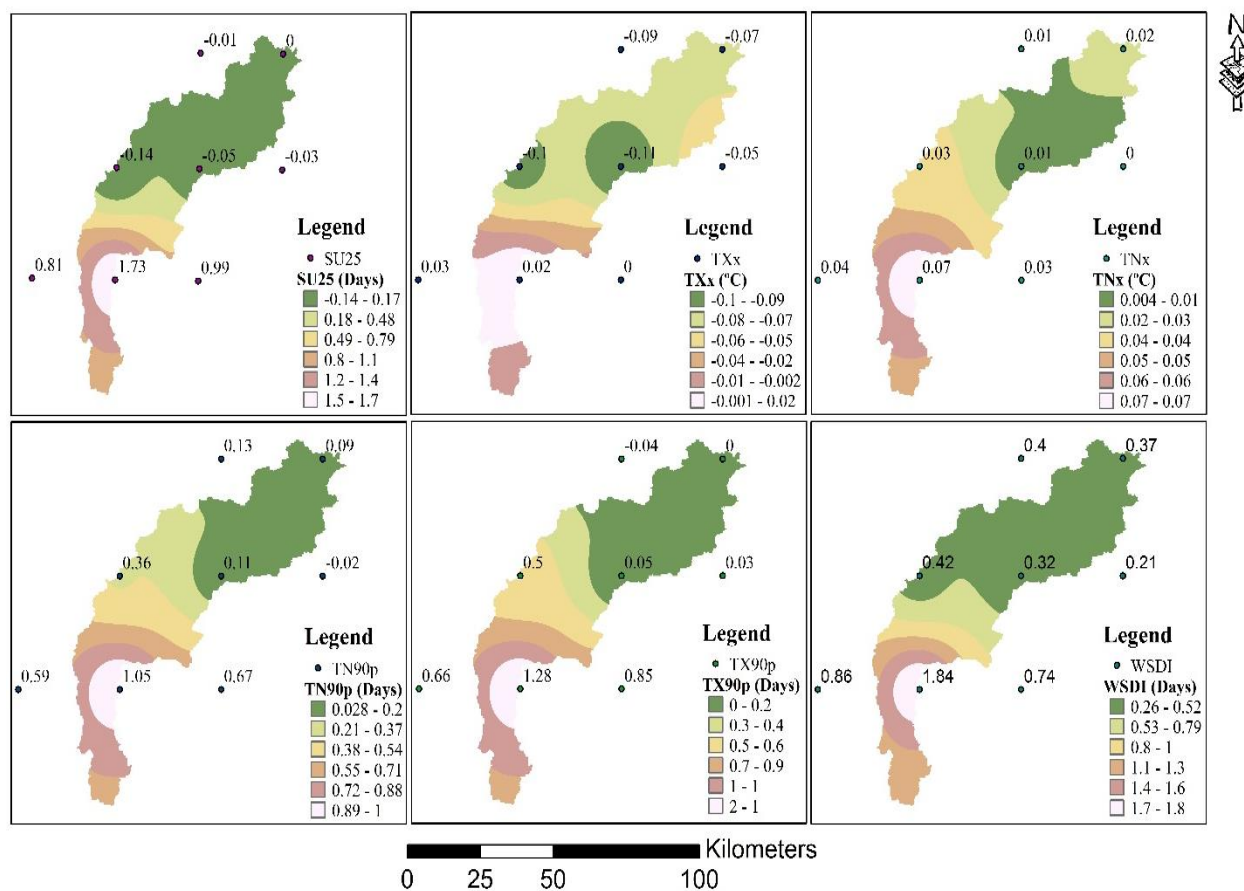 -0.01
0
-0.14
-0.05
-0.03
0.81
1.73
0.99
Legend
SU25
SU25 (Days)
-0.14 - 0.17
0.18 - 0.48
0.49 - 0.79
0.8 - 1.1
1.2 - 1.4
1.5 - 1.7
-0.09
-0.07
-0.1
-0.11
-0.05
0.03
0.02
0
Legend
TXx
TXx (ºC)
-0.1 - -0.09
-0.08 - -0.07
-0.06 - -0.05
-0.04 - -0.02
-0.01 - -0.002
-0.001 - 0.02
0.01
0.02
0.03
0.01
0
0.04
0.07
0.03
Legend
TNx
TNx (ºC)
0.004 - 0.01
0.02 - 0.03
0.04 - 0.04
0.05 - 0.05
0.06 - 0.06
0.07 - 0.07
N
0.13
0.09
0.36
0.11
-0.02
0.59
1.05
0.67
Legend
TN90p
TN90p (Days)
0.028 - 0.2
0.21 - 0.37
0.38 - 0.54
0.55 - 0.71
0.72 - 0.88
0.89 - 1
-0.04
0
0.5
0.05
0.03
0.66
1.28
0.85
Legend
TX90p
TX90p (Days)
0 - 0.2
0.3 - 0.4
0.5 - 0.6
0.7 - 0.9
1 - 1
2 - 1
0.4
0.37
0.42
0.32
0.21
0.86
1.84
0.74
Legend
WSDI
WSDI (Days)
0.26 - 0.52
0.53 - 0.79
0.8 - 1
1.1 - 1.3
1.4 - 1.6
1.7 - 1.8
Kilometers
0 25 50 100